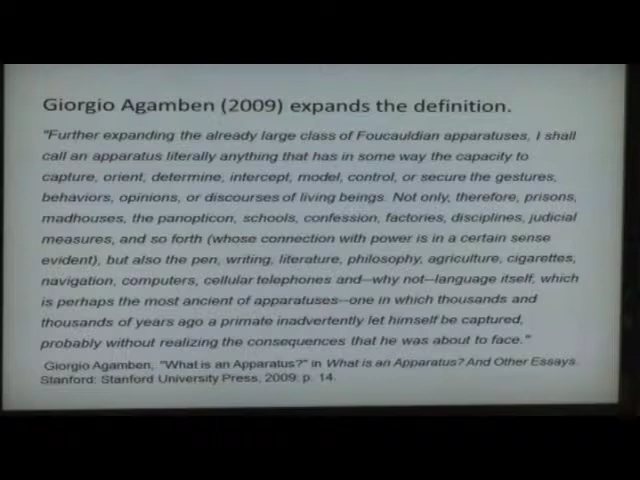 Giorgio Agamben (2009) expands the definition.
"Further expanding the already large class of Foucauldian apparatuses, I shall
call an apparatus literally anything that has in some way the capacity to
capture, orient, determine, intercept, model, control, or secure the gestures,
behaviors, opinions, or discourses of living beings. Not only, therefore, prisons,
madhouses, the panopticon, schools, confession, factories, disciplines, judicial
measures, and so forth (whose connection with power is in a certain sense
evident), but also the pen, writing, literature, philosophy, agriculture, cigarettes,
navigation, computers, cellular telephones and--why not--language itself, which
is perhaps the most ancient of apparatuses--one in which thousands and
thousands of years ago a primate inadvertently let himself be captured,
probably without realizing the consequences that he was about to face."
Giorgio Agamben, "What is an Apparatus?" in What is an Apparatus? And Other Essays.
Stanford: Stanford University Press, 2009: p. 14.